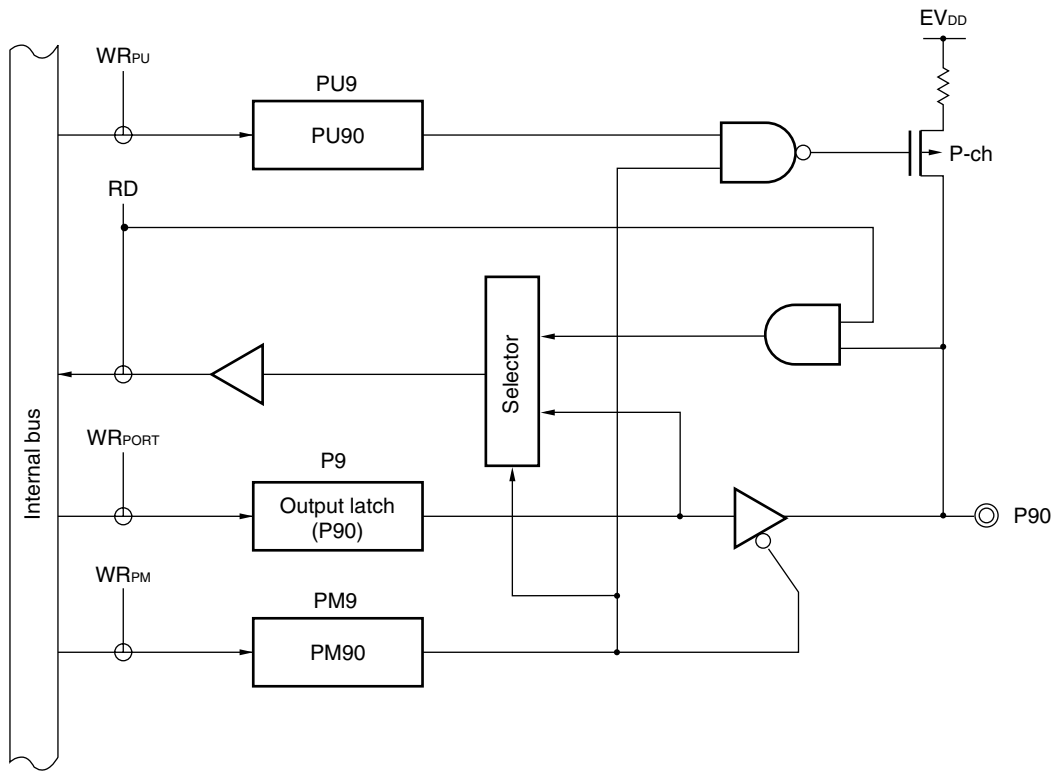 EVDD
WRPU
PU9
PU90
P-ch
RD
Selector
Internal bus
WRPORT
P9
Output latch
(P90)
P90
WRPM
PM9
PM90